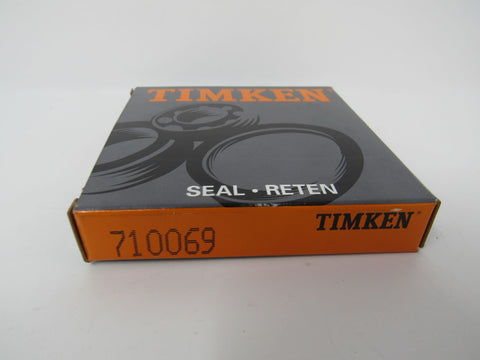 TIMKEN
SEAL • RETEN
710069
TIMKEN